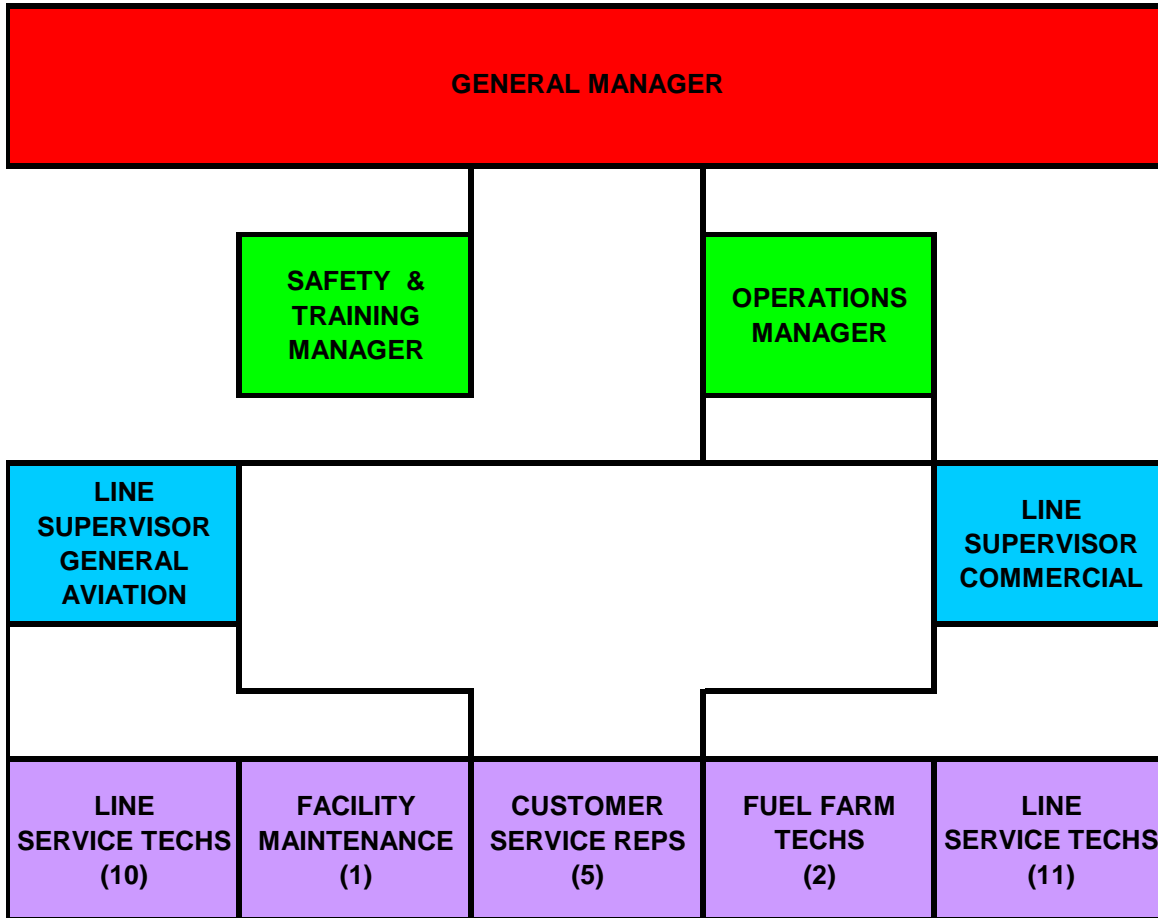 GENERAL MANAGER
SAFETY &
TRAINING
MANAGER
OPERATIONS
MANAGER
LINE
SUPERVISOR
GENERAL
AVIATION
LINE
SUPERVISOR
COMMERCIAL
LINE
SERVICE TECHS
(10)
FACILITY
MAINTENANCE
(1)
CUSTOMER
SERVICE REPS
(5)
FUEL FARM
TECHS
(2)
LINE
SERVICE TECHS
(11)